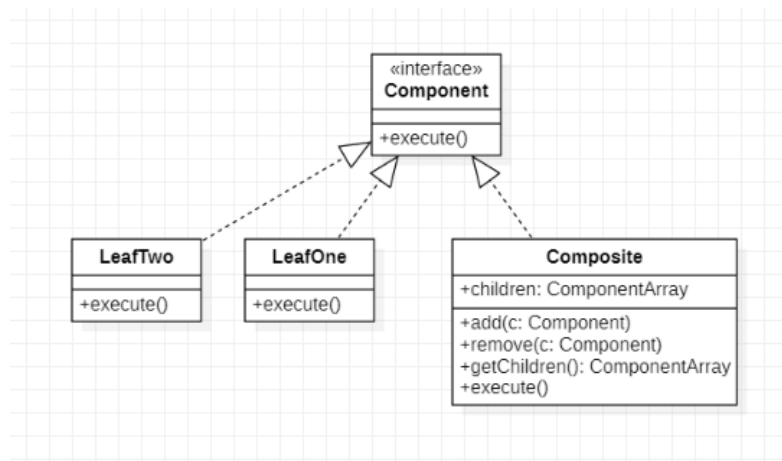 «interface»
Component
+execute()
LeafTwo
+execute()
LeafOne
+execute()
Composite
+children: ComponentArray
+add(c: Component)
+remove(c: Component)
+getChildren(): ComponentArray
+execute()